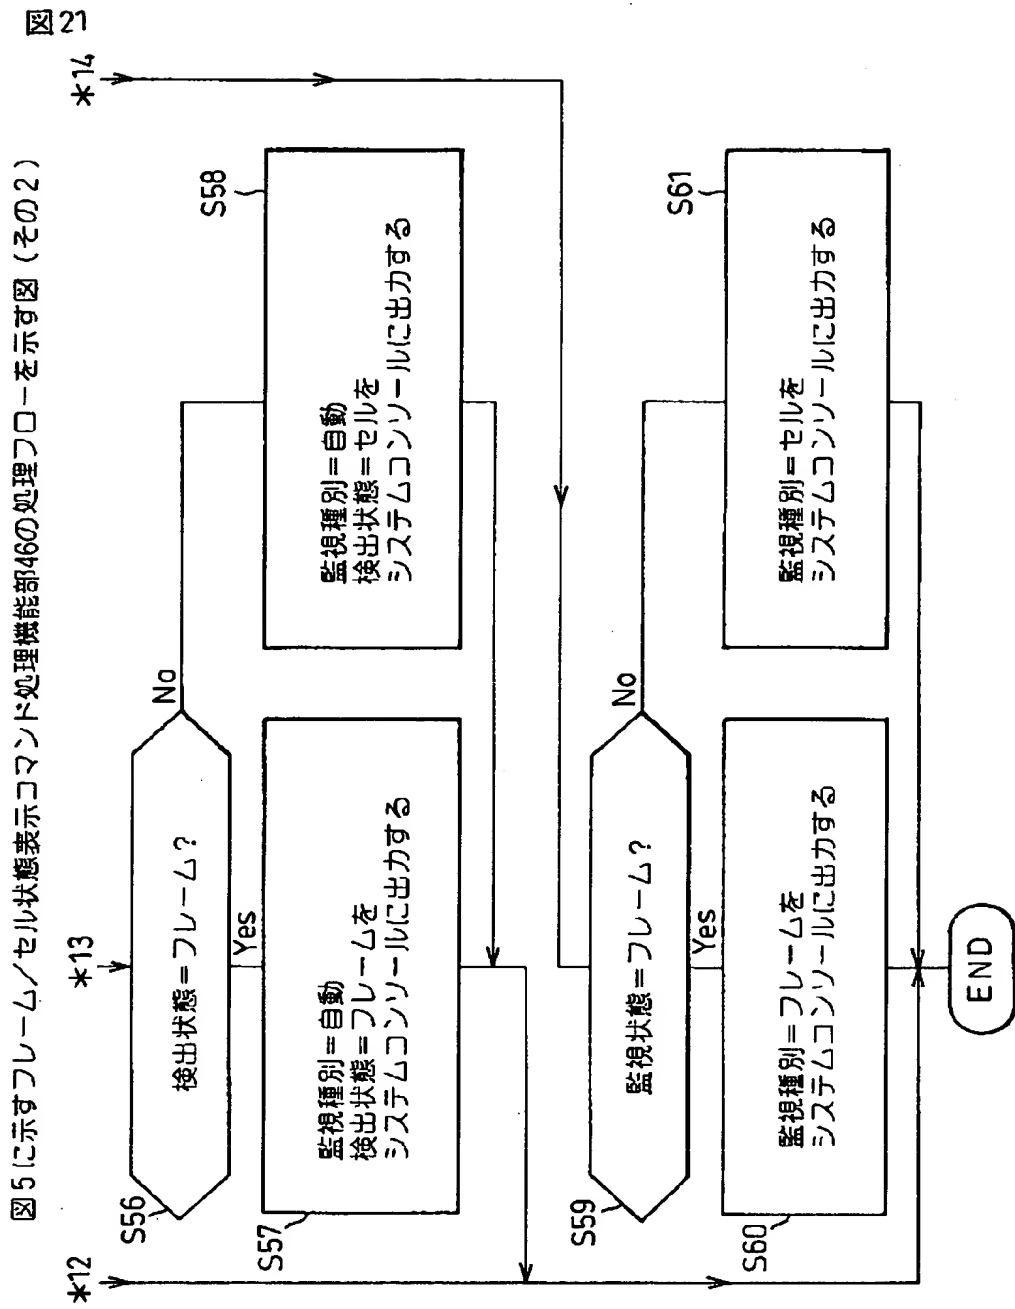 図21
図5に示すフレーム／セル状態表示コマンド処理機能部46の処理フローを示す図（その2）
*12
*13
*14
S56
検出状態＝フレーム？
No
Yes
S57
監視種別＝自動
検出状態＝フレームを
システムコンソールに出力する
S58
監視種別＝自動
検出状態＝セルを
システムコンソールに出力する
S59
監視状態＝フレーム？
No
Yes
S60
監視種別＝フレームを
システムコンソールに出力する
S61
監視種別＝セルを
システムコンソールに出力する
END